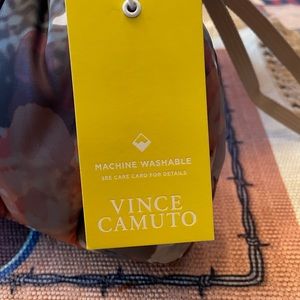 MACHINE WASHABLE
SEE CARE CARD FOR DETAILS
VINCE
CAMUTO